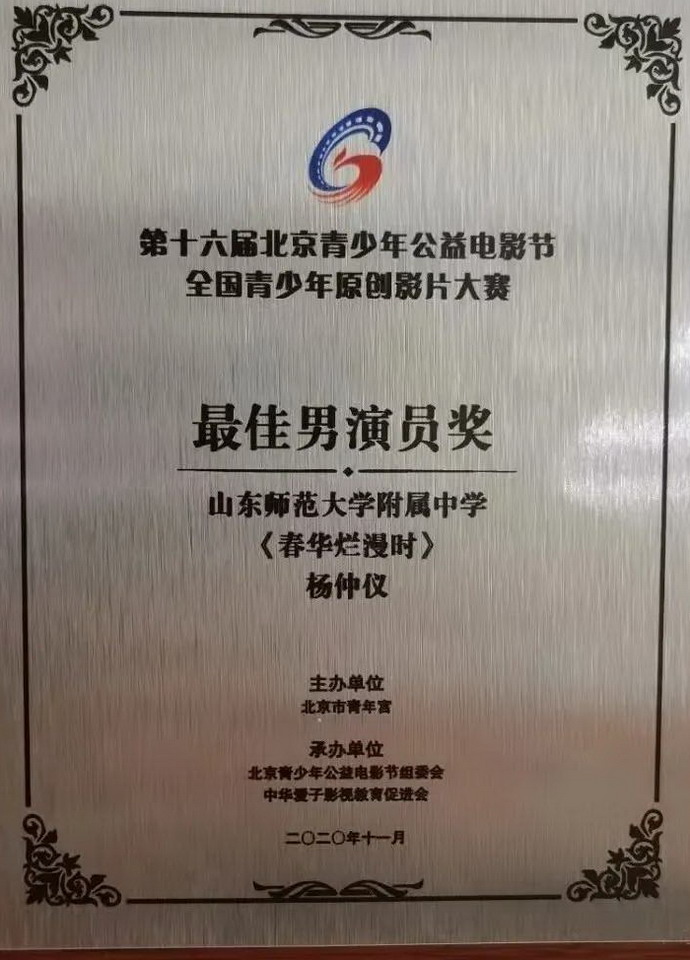 第十六届北京青少年公益电影节
全国青少年原创影片大赛
最佳男演员奖
山东师范大学附属中学
《春华烂漫时》
杨仲仪
主办单位
北京市青年宫
承办单位
北京青少年公益电影节组委会
中华爱子影视教育促进会
二〇二〇年十一月